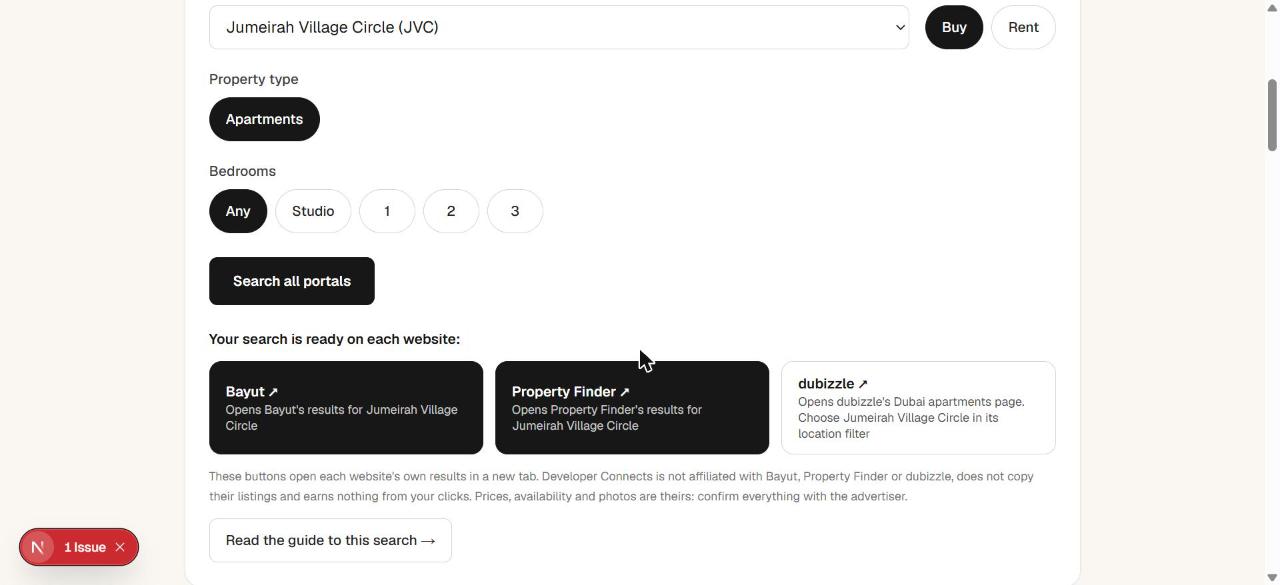 Jumeirah Village Circle (JVC)
Buy
Rent
Property type
Apartments
Bedrooms
Any
Studio
1
2
3
Search all portals
Your search is ready on each website:
Bayut ↗
Opens Bayut's results for Jumeirah Village
Circle
Property Finder ↗
Opens Property Finder's results for
Jumeirah Village Circle
dubizzle ↗
Opens dubizzle's Dubai apartments page.
Choose Jumeirah Village Circle in its
location filter
These buttons open each website's own results in a new tab. Developer Connects is not affiliated with Bayut, Property Finder or dubizzle, does not copy
their listings and earns nothing from your clicks. Prices, availability and photos are theirs: confirm everything with the advertiser.
Read the guide to this search →
N 1 Issue ×